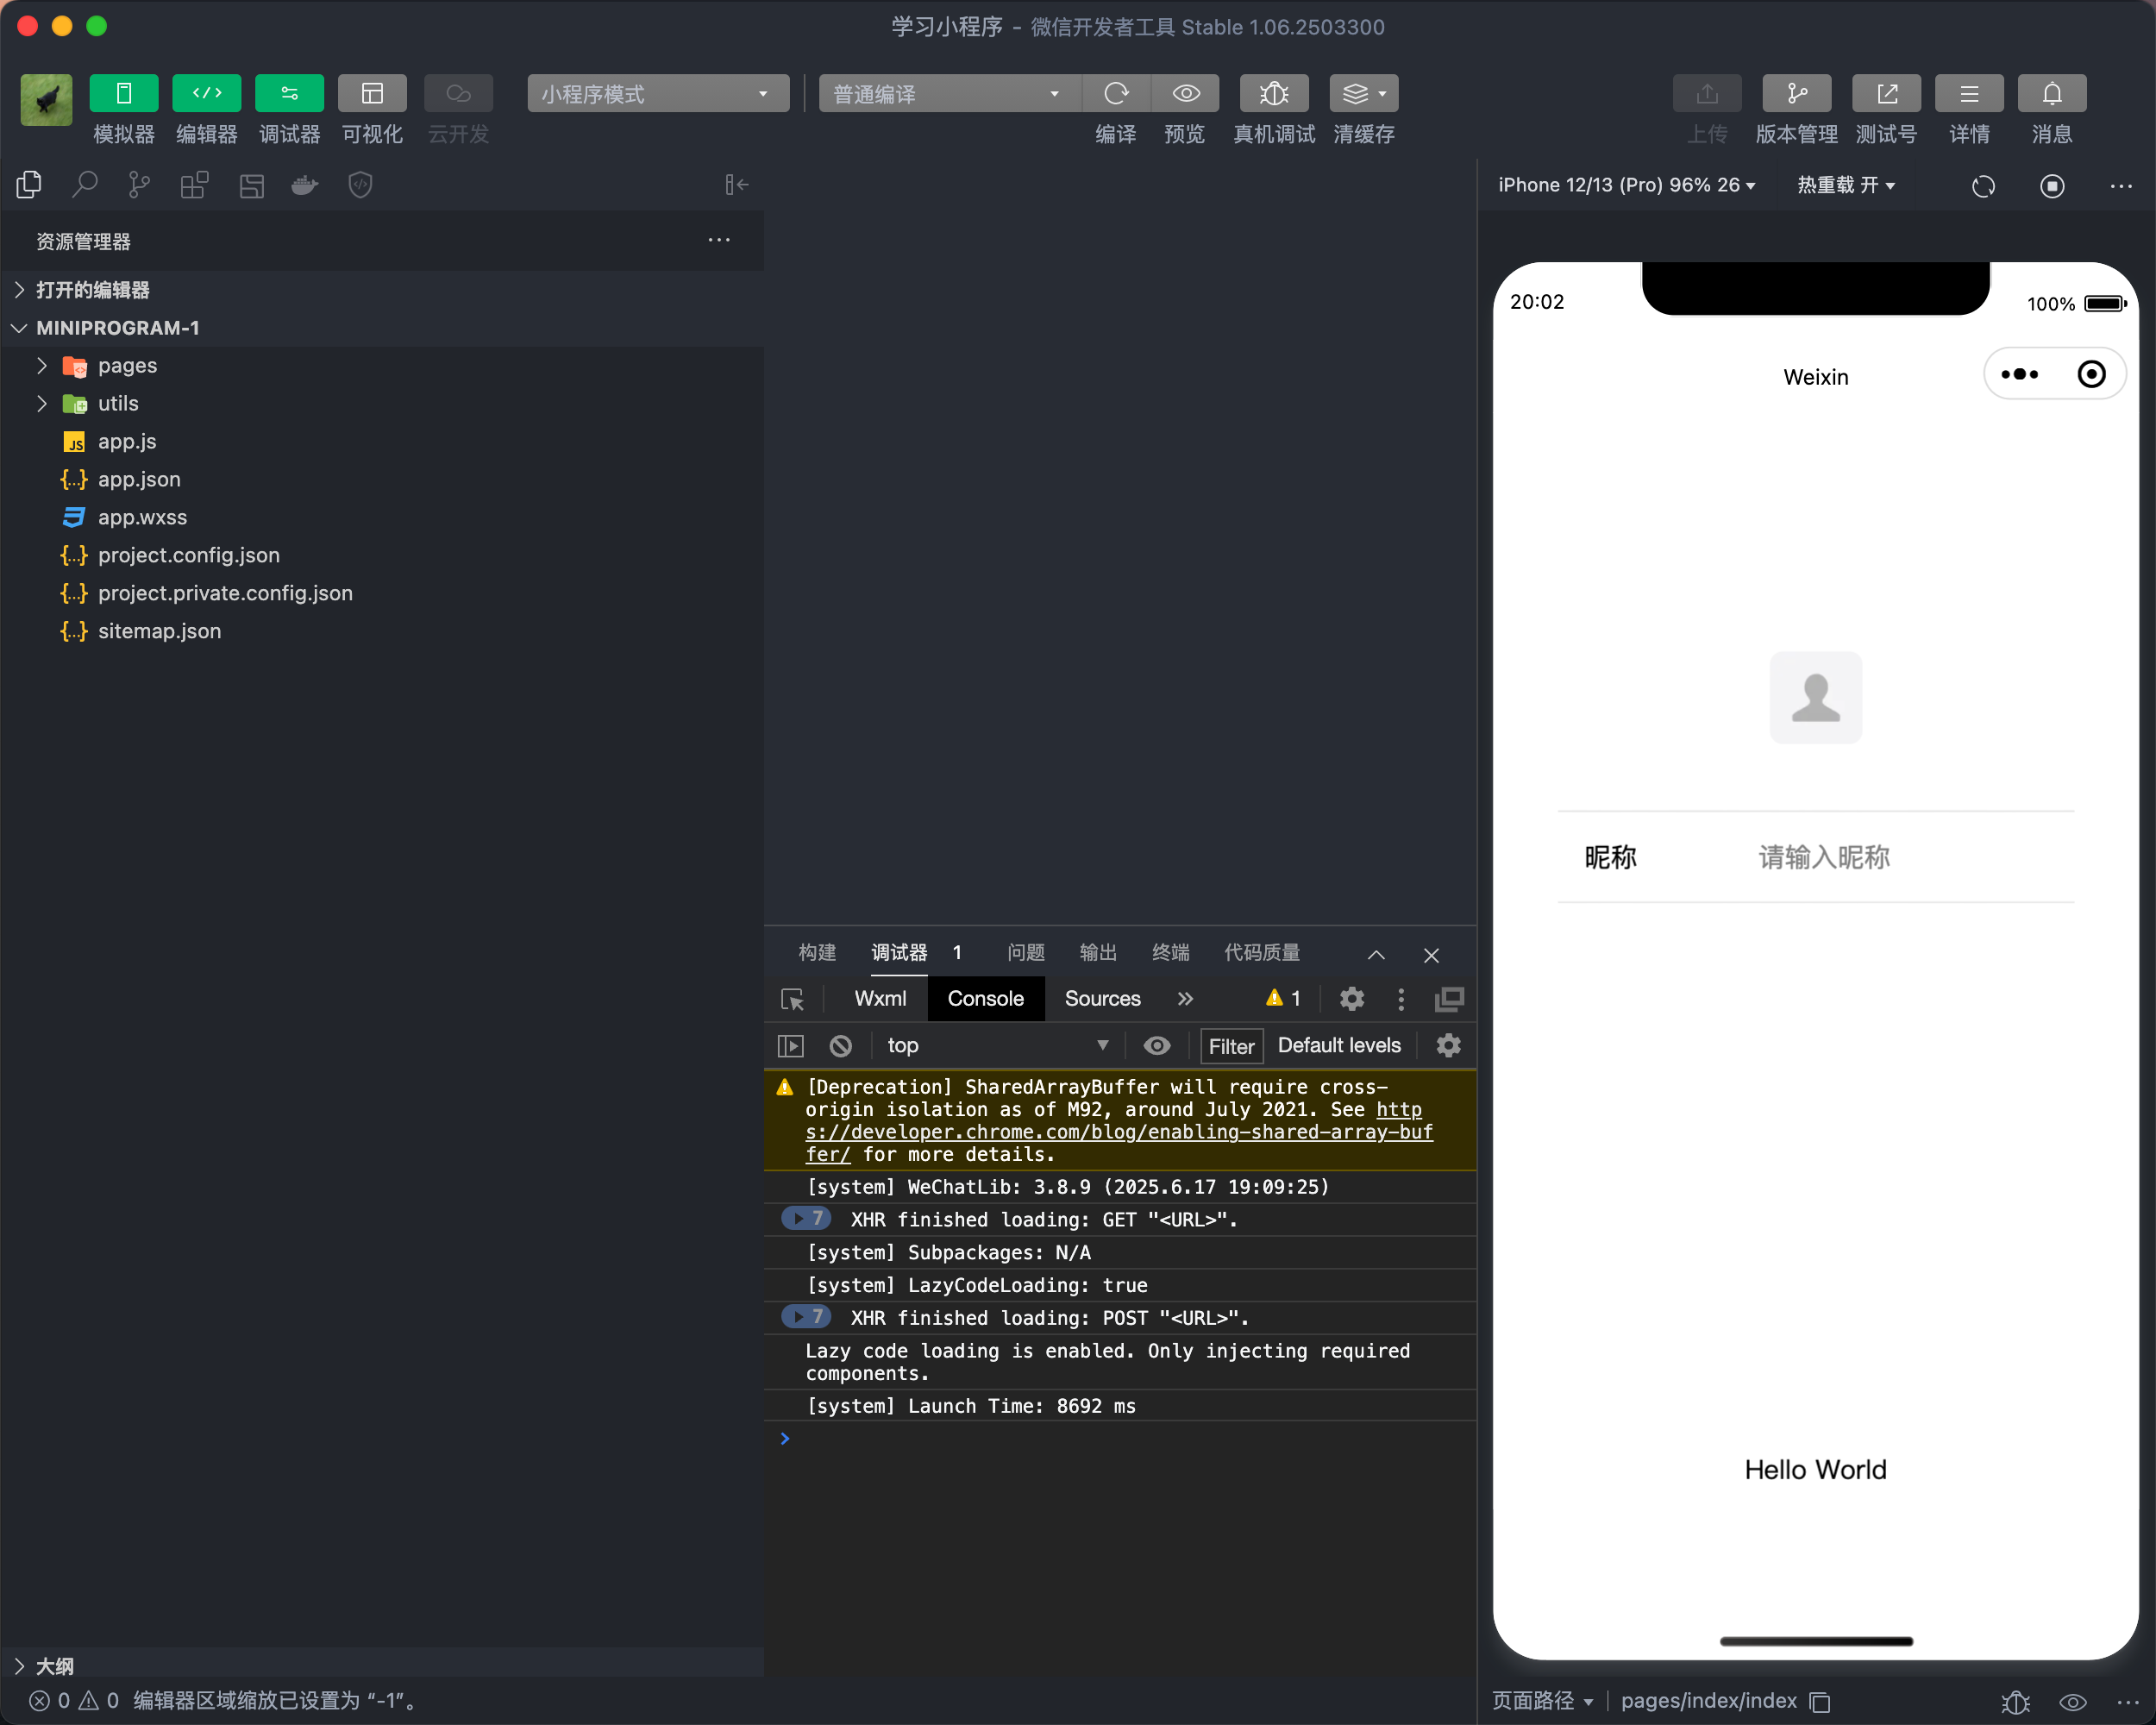 学习小程序 - 微信开发者工具 Stable 1.06.2503300
小程序模式
普通编译
模拟器
编辑器
调试器
可视化
云开发
编译
预览
真机调试
清缓存
上传
版本管理
测试号
详情
消息
资源管理器
打开的编辑器
MINIPROGRAM-1
pages
utils
JS app.js
{...} app.json
app.wxss
{...} project.config.json
{...} project.private.config.json
{...} sitemap.json
大纲
0 0 编辑器区域缩放已设置为 “-1”。
构建 调试器 1 问题 输出 终端 代码质量
Wxml Console Sources 1
top Filter Default levels
[Deprecation] SharedArrayBuffer will require cross-
origin isolation as of M92, around July 2021. See http
s://developer.chrome.com/blog/enabling-shared-array-buf
fer/ for more details.
[system] WeChatLib: 3.8.9 (2025.6.17 19:09:25)
7 XHR finished loading: GET "<URL>".
[system] Subpackages: N/A
[system] LazyCodeLoading: true
7 XHR finished loading: POST "<URL>".
Lazy code loading is enabled. Only injecting required
components.
[system] Launch Time: 8692 ms
iPhone 12/13 (Pro) 96% 26 热重载 开
20:02 100%
Weixin
昵称 请输入昵称
Hello World
页面路径 pages/index/index